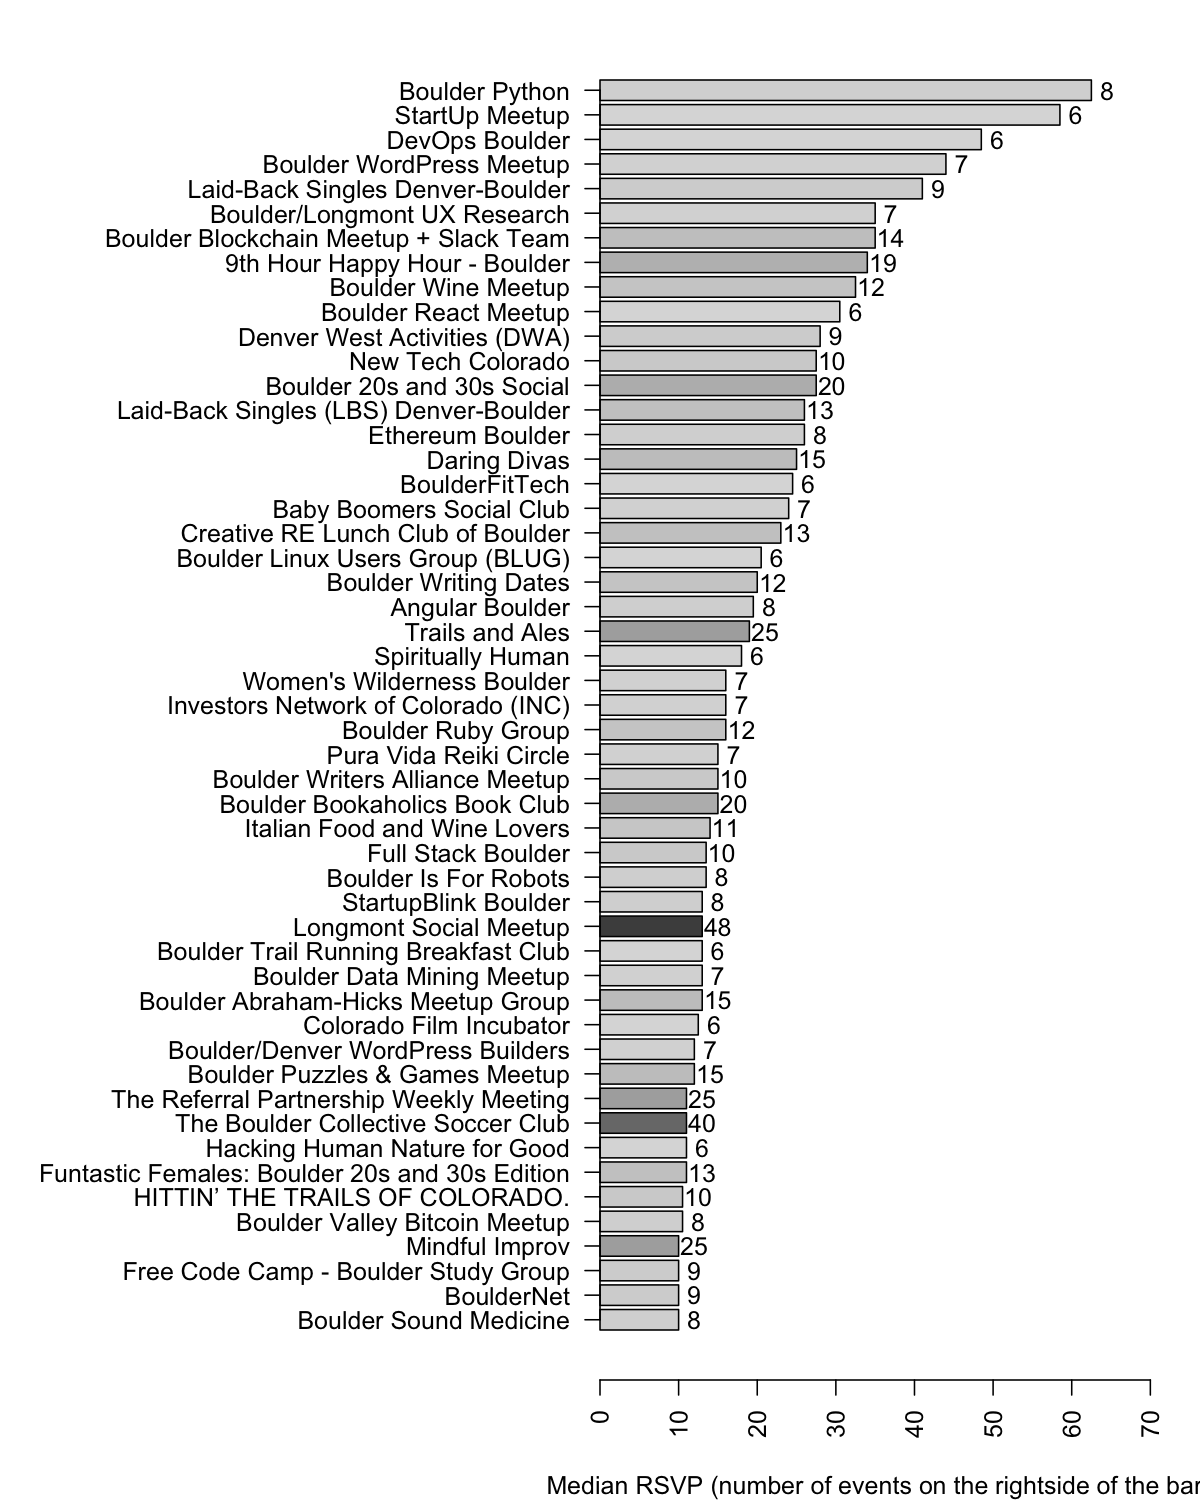 Boulder Python 8
StartUp Meetup 6
DevOps Boulder 6
Boulder WordPress Meetup 7
Laid-Back Singles Denver-Boulder 9
Boulder/Longmont UX Research 7
Boulder Blockchain Meetup + Slack Team 14
9th Hour Happy Hour - Boulder 19
Boulder Wine Meetup 12
Boulder React Meetup 6
Denver West Activities (DWA) 9
New Tech Colorado 10
Boulder 20s and 30s Social 20
Laid-Back Singles (LBS) Denver-Boulder 13
Ethereum Boulder 8
Daring Divas 15
BoulderFitTech 6
Baby Boomers Social Club 7
Creative RE Lunch Club of Boulder 13
Boulder Linux Users Group (BLUG) 6
Boulder Writing Dates 12
Angular Boulder 8
Trails and Ales 25
Spiritually Human 6
Women's Wilderness Boulder 7
Investors Network of Colorado (INC) 7
Boulder Ruby Group 12
Pura Vida Reiki Circle 7
Boulder Writers Alliance Meetup 10
Boulder Bookaholics Book Club 20
Italian Food and Wine Lovers 11
Full Stack Boulder 10
Boulder Is For Robots 8
StartupBlink Boulder 8
Longmont Social Meetup 48
Boulder Trail Running Breakfast Club 6
Boulder Data Mining Meetup 7
Boulder Abraham-Hicks Meetup Group 15
Colorado Film Incubator 6
Boulder/Denver WordPress Builders 7
Boulder Puzzles & Games Meetup 15
The Referral Partnership Weekly Meeting 25
The Boulder Collective Soccer Club 40
Hacking Human Nature for Good 6
Funtastic Females: Boulder 20s and 30s Edition 13
HITTIN’ THE TRAILS OF COLORADO. 10
Boulder Valley Bitcoin Meetup 8
Mindful Improv 25
Free Code Camp - Boulder Study Group 9
BoulderNet 9
Boulder Sound Medicine 8
0 10 20 30 40 50 60 70
Median RSVP (number of events on the rightside of the bar